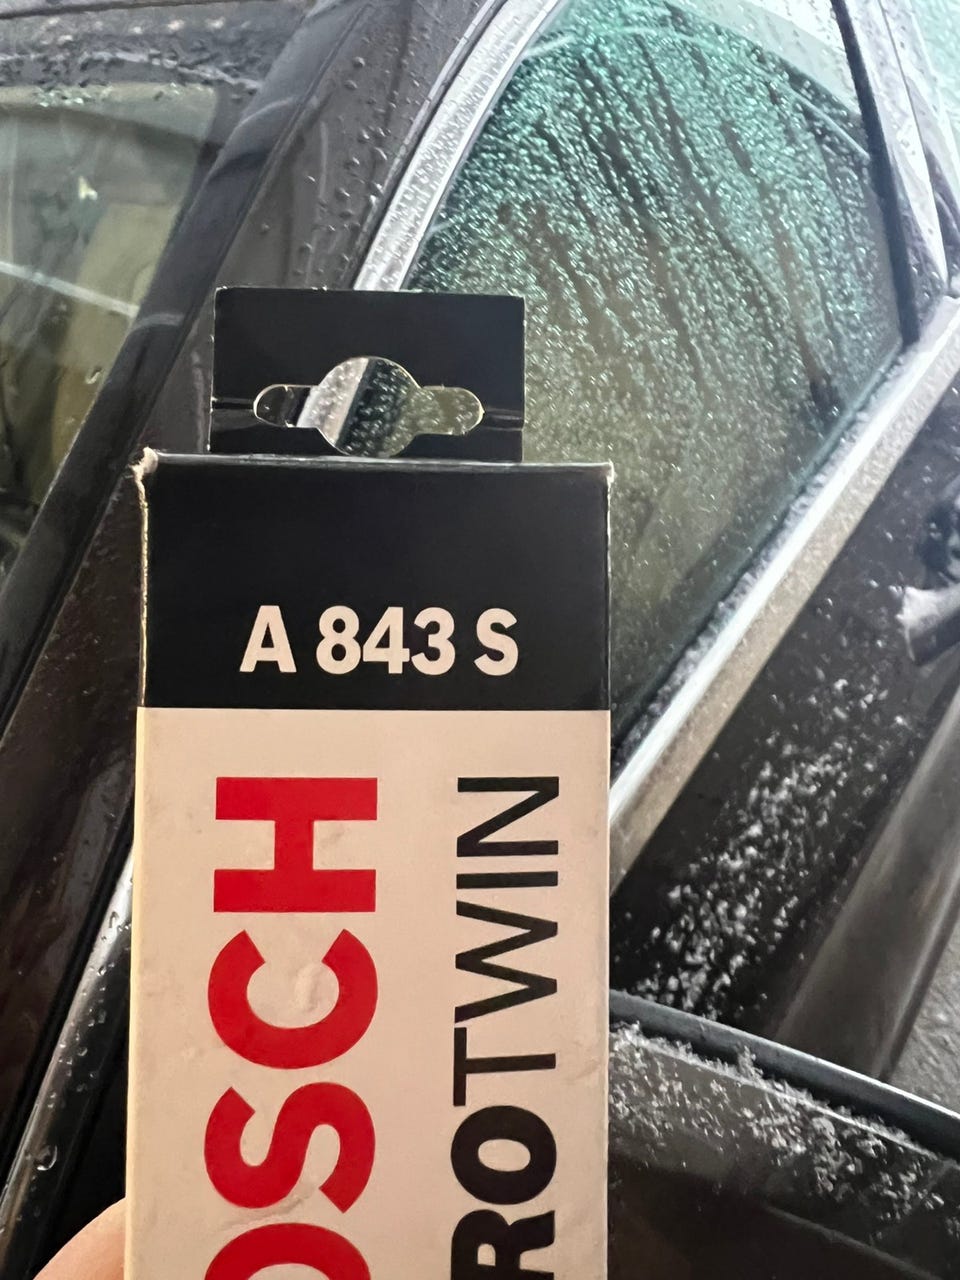 A 843 S
OSCH
ROTWIN